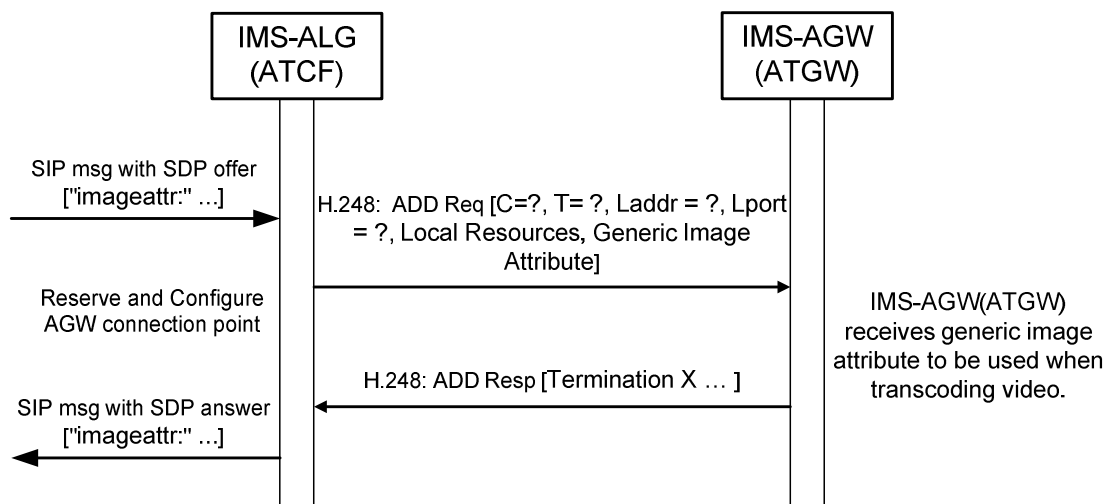 IMS-ALG
(ATCF)
IMS-AGW
(ATGW)
SIP msg with SDP offer
["imageattr:" ...]
H.248: ADD Req [C=?, T= ?, Laddr = ?, Lport
= ?, Local Resources, Generic Image
Attribute]
Reserve and Configure
AGW connection point
IMS-AGW(ATGW)
receives generic image
attribute to be used when
transcoding video.
H.248: ADD Resp [Termination X ... ]
SIP msg with SDP answer
["imageattr:" ...]